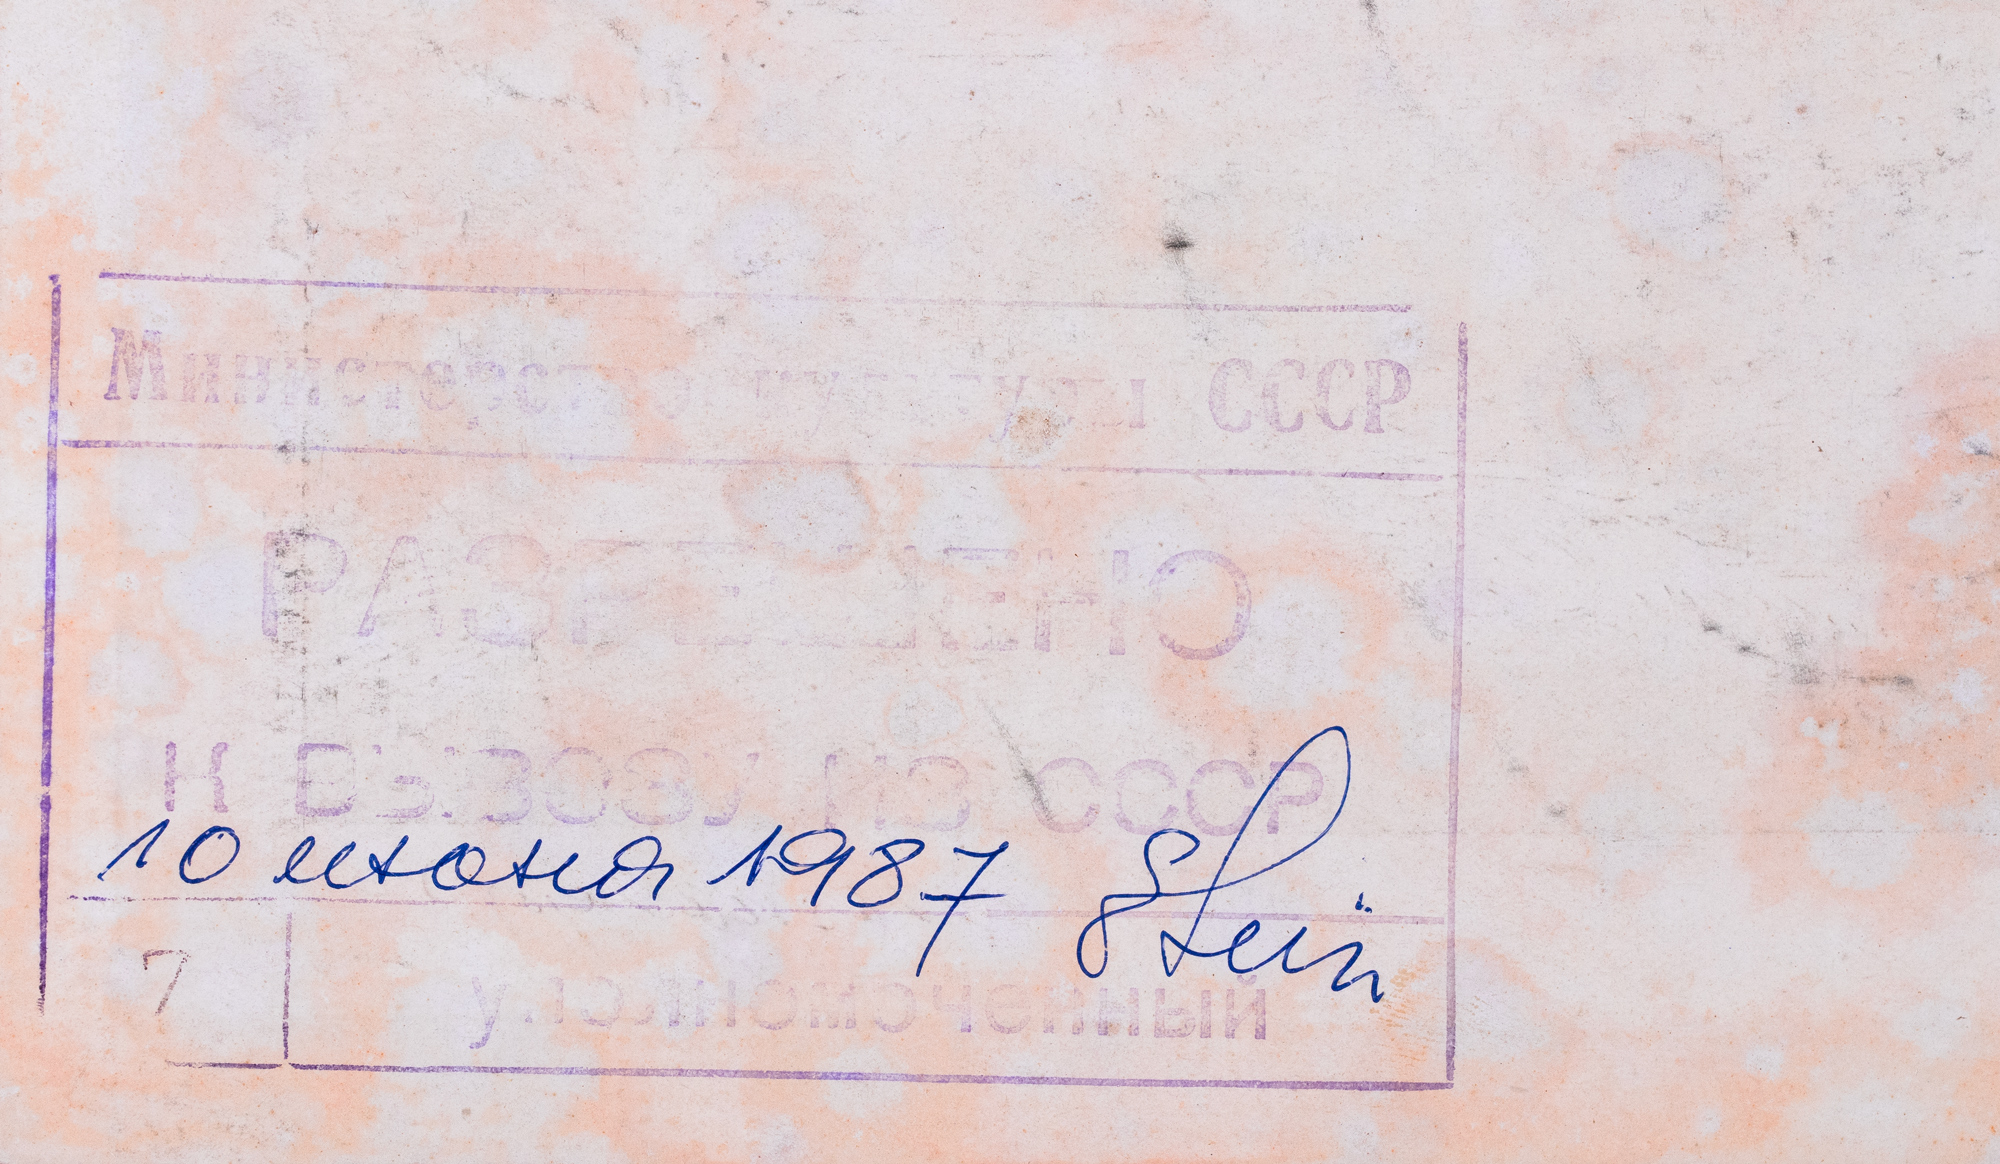 Министерство культуры СССР
РАЗРЕШЕНО
К ВЫВОЗУ ИЗ СССР
10 июня 1987
7
уполномоченный